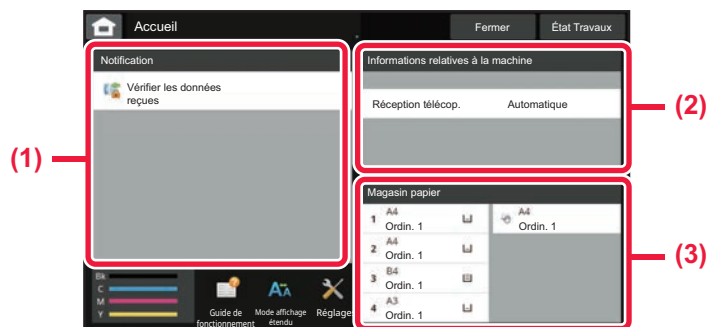 Accueil
Fermer
État Travaux
Notification
Vérifier les données
reçues
(1)
Informations relatives à la machine
Réception télécop. Automatique
(2)
Magasin papier
1 A4
Ordin. 1
2 A4
Ordin. 1
3 B4
Ordin. 1
4 A3
Ordin. 1
A4
Ordin. 1
(3)
Bk
C
M
Y
Guide de
fonctionnement
Mode affichage
étendu
Réglage